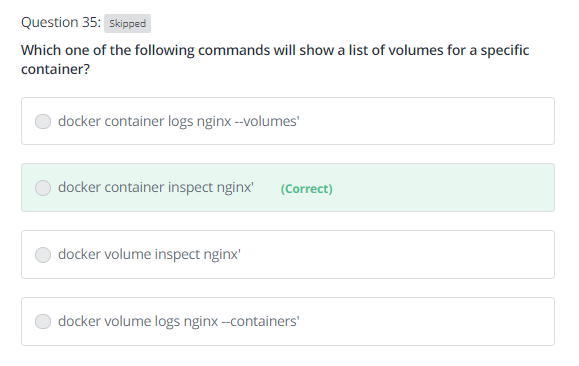 Question 35: Skipped
Which one of the following commands will show a list of volumes for a specific
container?
docker container logs nginx --volumes'
docker container inspect nginx' (Correct)
docker volume inspect nginx'
docker volume logs nginx --containers'